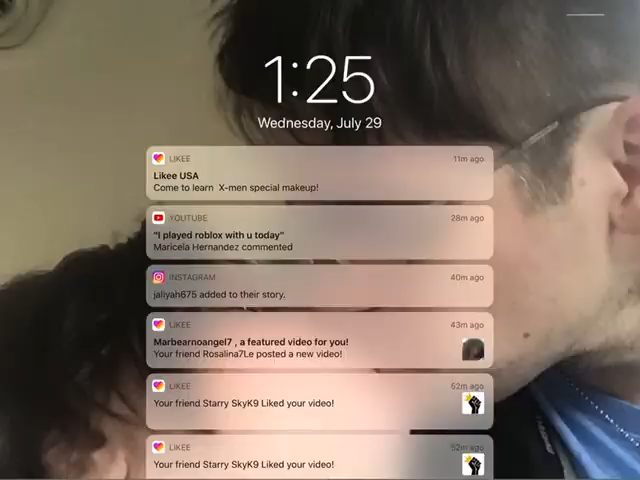 1:25
Wednesday, July 29
LIKEE 11m ago
Likee USA
Come to learn X-men special makeup!
YOUTUBE 28m ago
"I played roblox with u today"
Maricela Hernandez commented
INSTAGRAM 40m ago
jaliyah675 added to their story.
LIKEE 43m ago
Marbearnoangel7 , a featured video for you!
Your friend Rosalina7Le posted a new video!
LIKEE 52m ago
Your friend Starry SkyK9 Liked your video!
LIKEE 52m ago
Your friend Starry SkyK9 Liked your video!